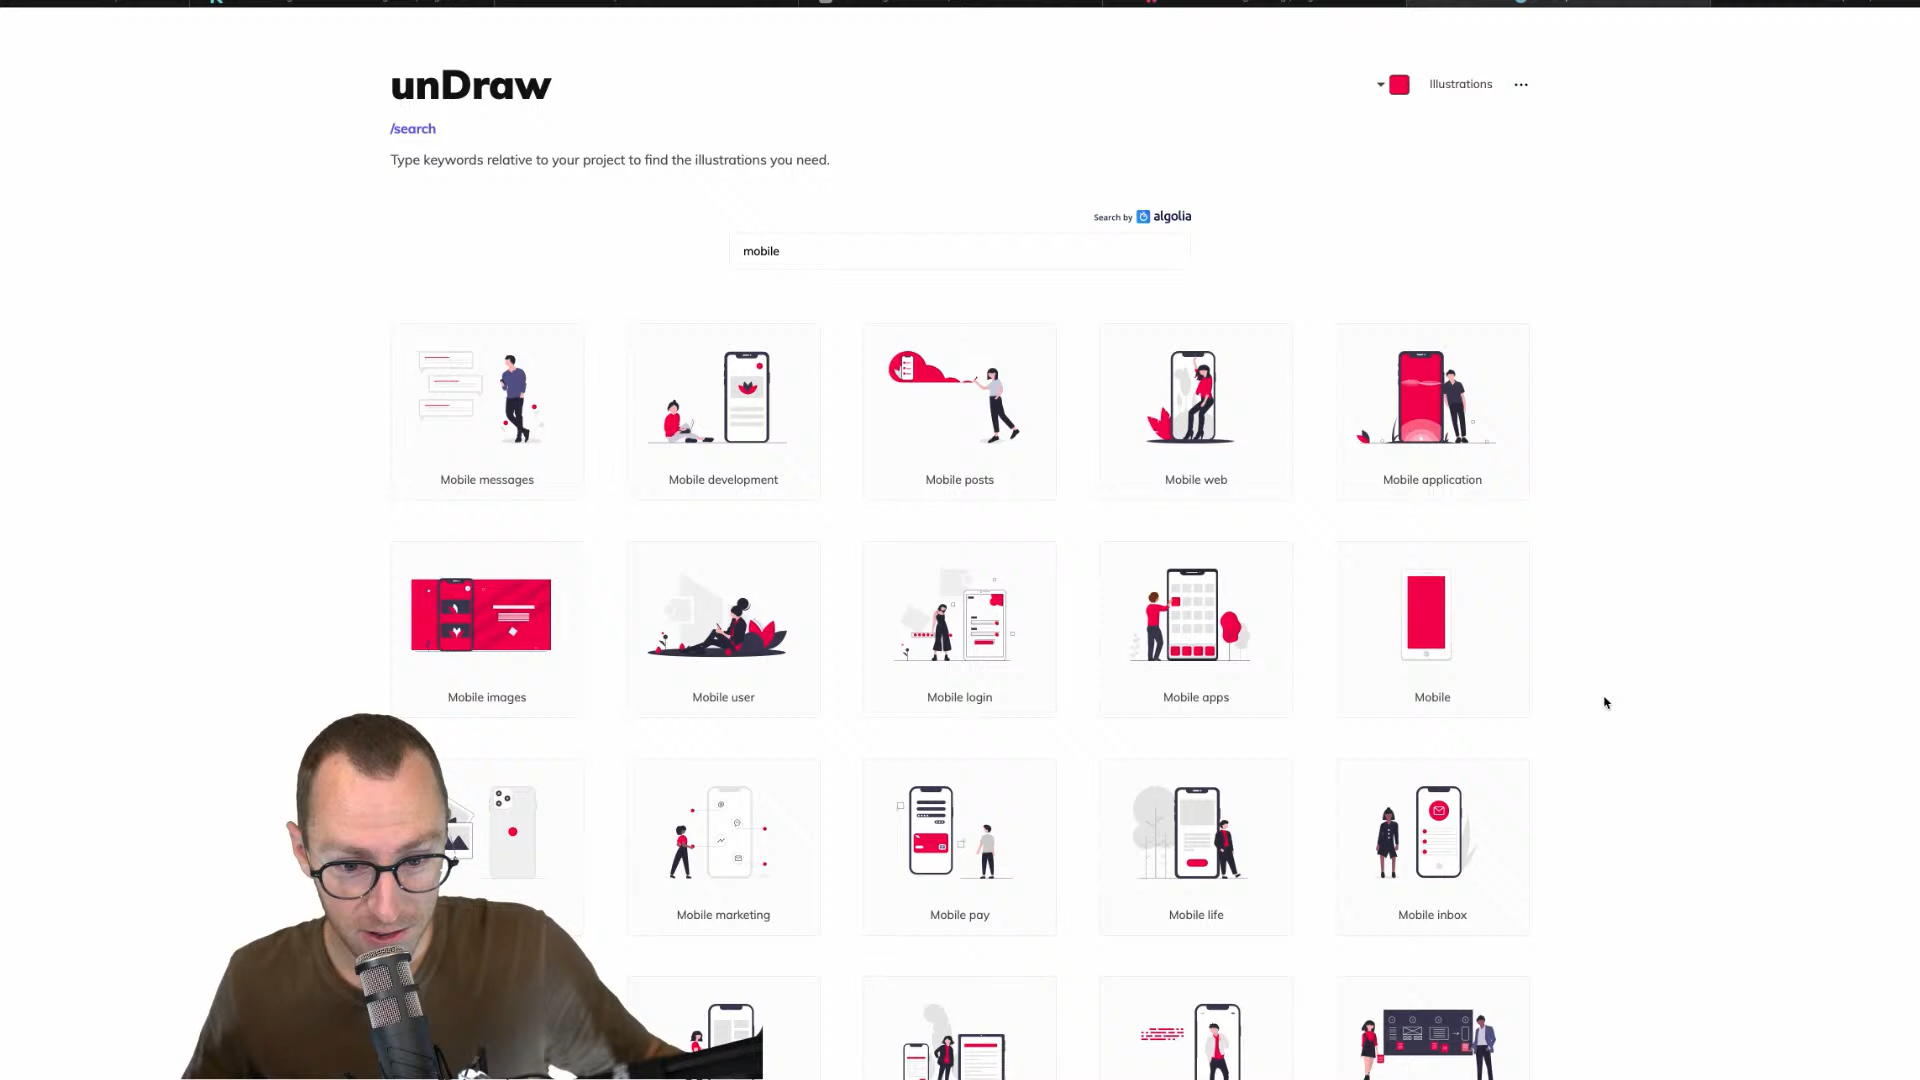 unDraw
Illustrations
/search
Type keywords relative to your project to find the illustrations you need.
Search by algolia
mobile
Mobile messages
Mobile development
Mobile posts
Mobile web
Mobile application
Mobile images
Mobile user
Mobile login
Mobile apps
Mobile
Mobile marketing
Mobile pay
Mobile life
Mobile inbox